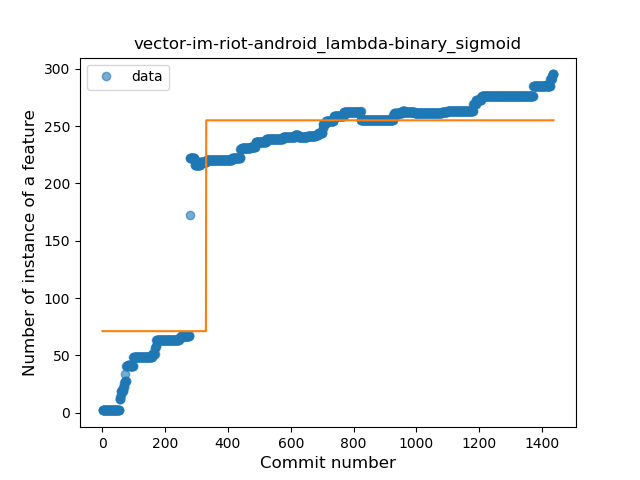 vector-im-riot-android_lambda-binary_sigmoid
data
Number of instance of a feature
300
250
200
150
100
50
0
0 200 400 600 800 1000 1200 1400
Commit number